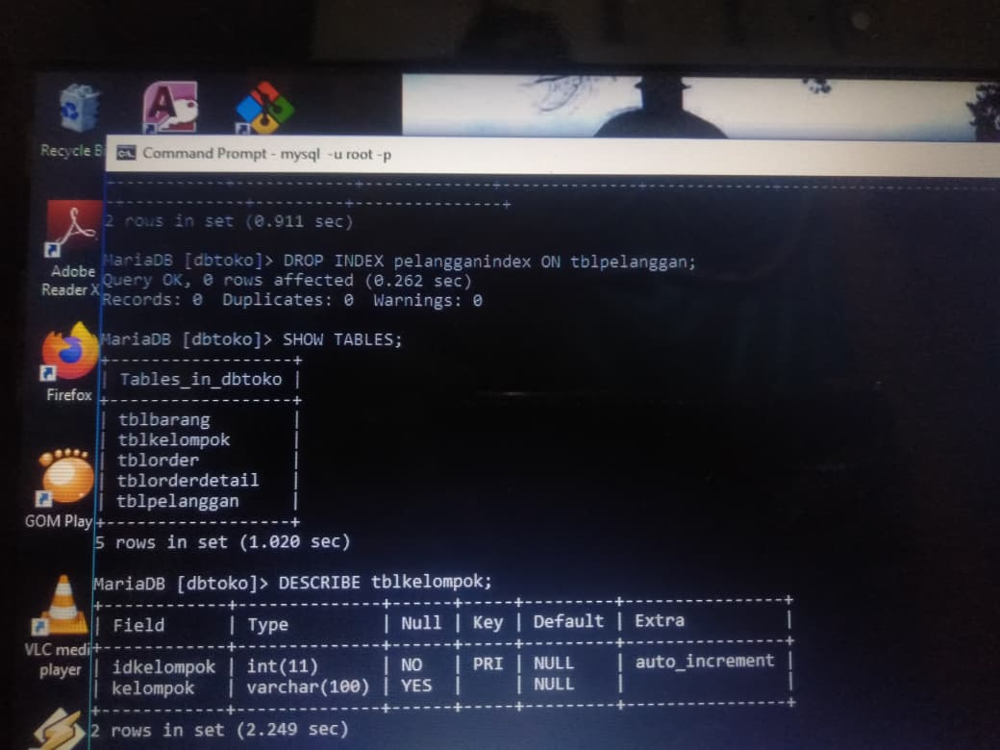 Recycle B
Command Prompt - mysql -u root -p
2 rows in set (0.911 sec)
MariaDB [dbtoko]> DROP INDEX pelangganindex ON tblpelanggan;
Query OK, 0 rows affected (0.262 sec)
Records: 0 Duplicates: 0 Warnings: 0
Adobe
Reader X
MariaDB [dbtoko]> SHOW TABLES;
| Tables_in_dbtoko |
Firefox
| tblbarang |
| tblkelompok |
| tblorder |
| tblorderdetail |
| tblpelanggan |
GOM Play
5 rows in set (1.020 sec)
MariaDB [dbtoko]> DESCRIBE tblkelompok;
| Field | Type | Null | Key | Default | Extra |
VLC medi
player
| idkelompok | int(11) | NO | PRI | NULL | auto_increment |
| kelompok | varchar(100) | YES | | NULL | |
2 rows in set (2.249 sec)